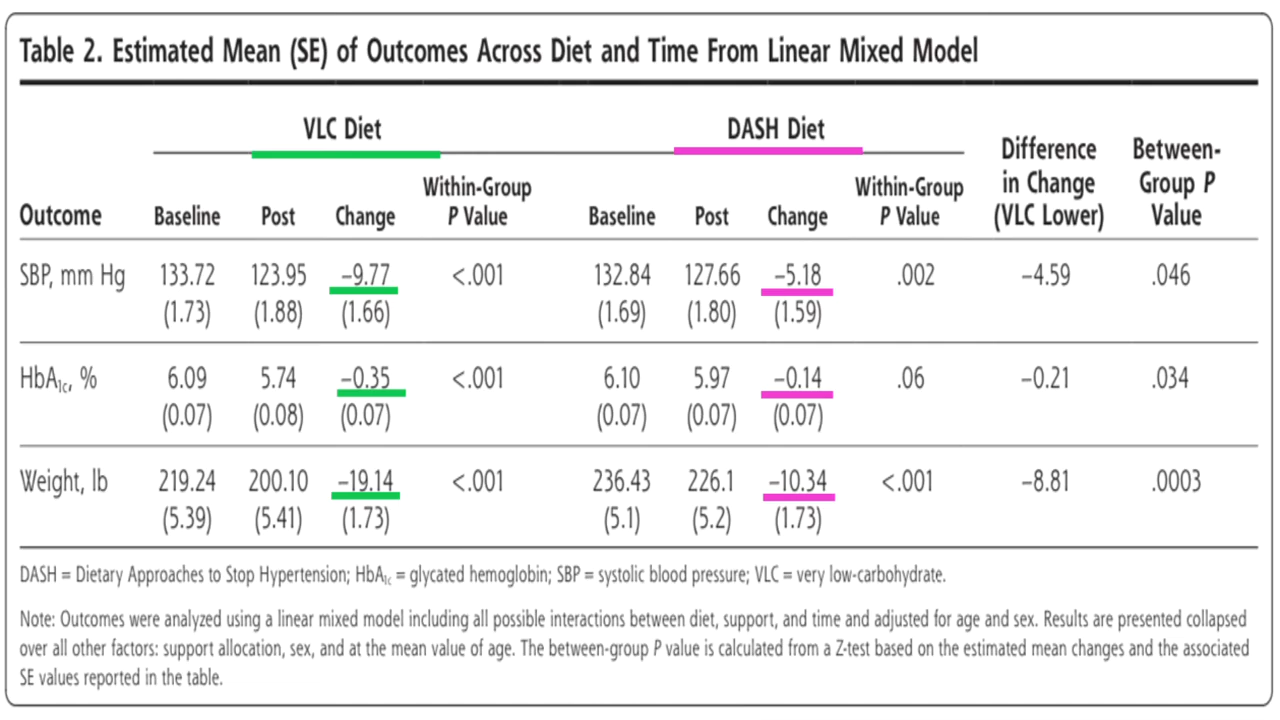 Table 2. Estimated Mean (SE) of Outcomes Across Diet and Time From Linear Mixed Model
VLC Diet DASH Diet
Outcome Baseline Post Change Within-Group P Value Baseline Post Change Within-Group P Value Difference in Change (VLC Lower) Between-Group P Value
SBP, mm Hg 133.72 123.95 –9.77 <.001 132.84 127.66 –5.18 .002 –4.59 .046
(1.73) (1.88) (1.66) (1.69) (1.80) (1.59)
HbA1c, % 6.09 5.74 –0.35 <.001 6.10 5.97 –0.14 .06 –0.21 .034
(0.07) (0.08) (0.07) (0.07) (0.07) (0.07)
Weight, lb 219.24 200.10 –19.14 <.001 236.43 226.1 –10.34 <.001 –8.81 .0003
(5.39) (5.41) (1.73) (5.1) (5.2) (1.73)
DASH = Dietary Approaches to Stop Hypertension; HbA1c = glycated hemoglobin; SBP = systolic blood pressure; VLC = very low-carbohydrate.
Note: Outcomes were analyzed using a linear mixed model including all possible interactions between diet, support, and time and adjusted for age and sex. Results are presented collapsed
over all other factors: support allocation, sex, and at the mean value of age. The between-group P value is calculated from a Z-test based on the estimated mean changes and the associated
SE values reported in the table.